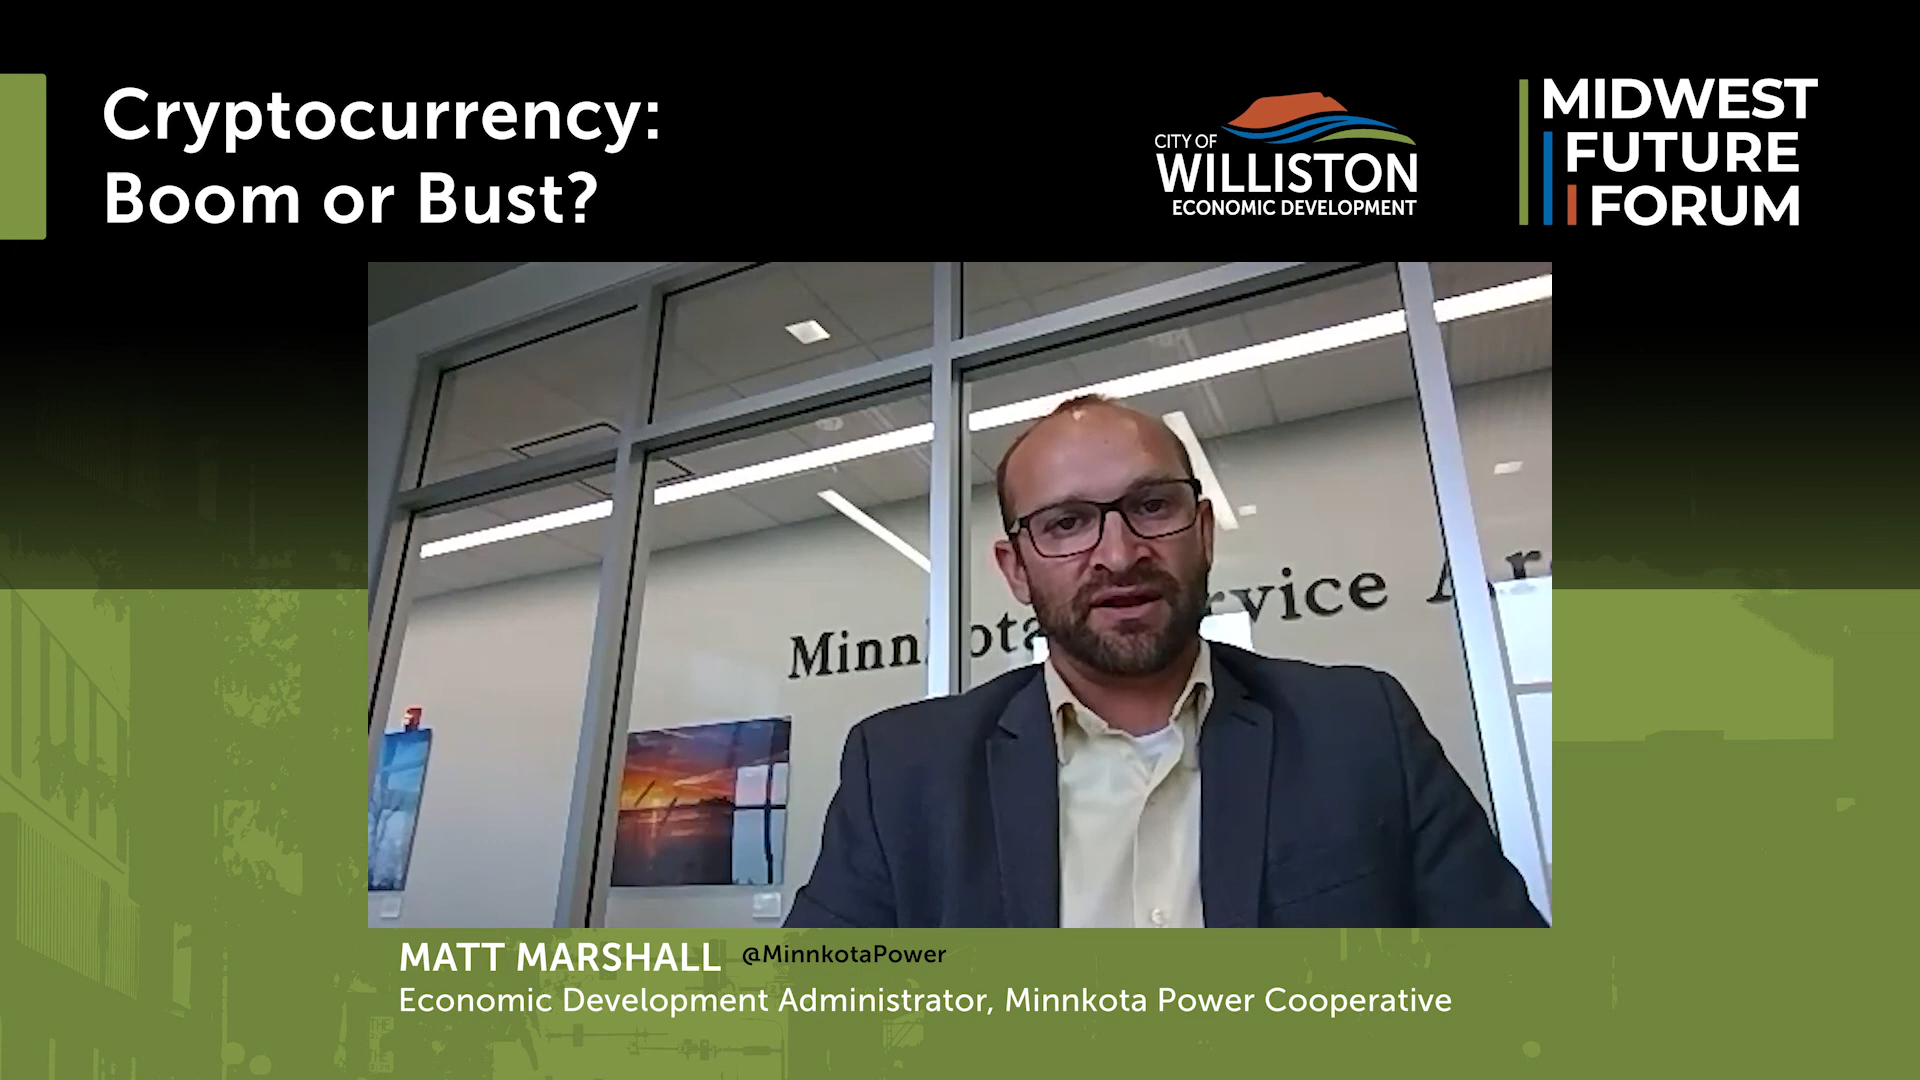 Cryptocurrency:
Boom or Bust?
CITY OF
WILLISTON
ECONOMIC DEVELOPMENT
MIDWEST
FUTURE
FORUM
Minnkota
MATT MARSHALL @MinnkotaPower
Economic Development Administrator, Minnkota Power Cooperative